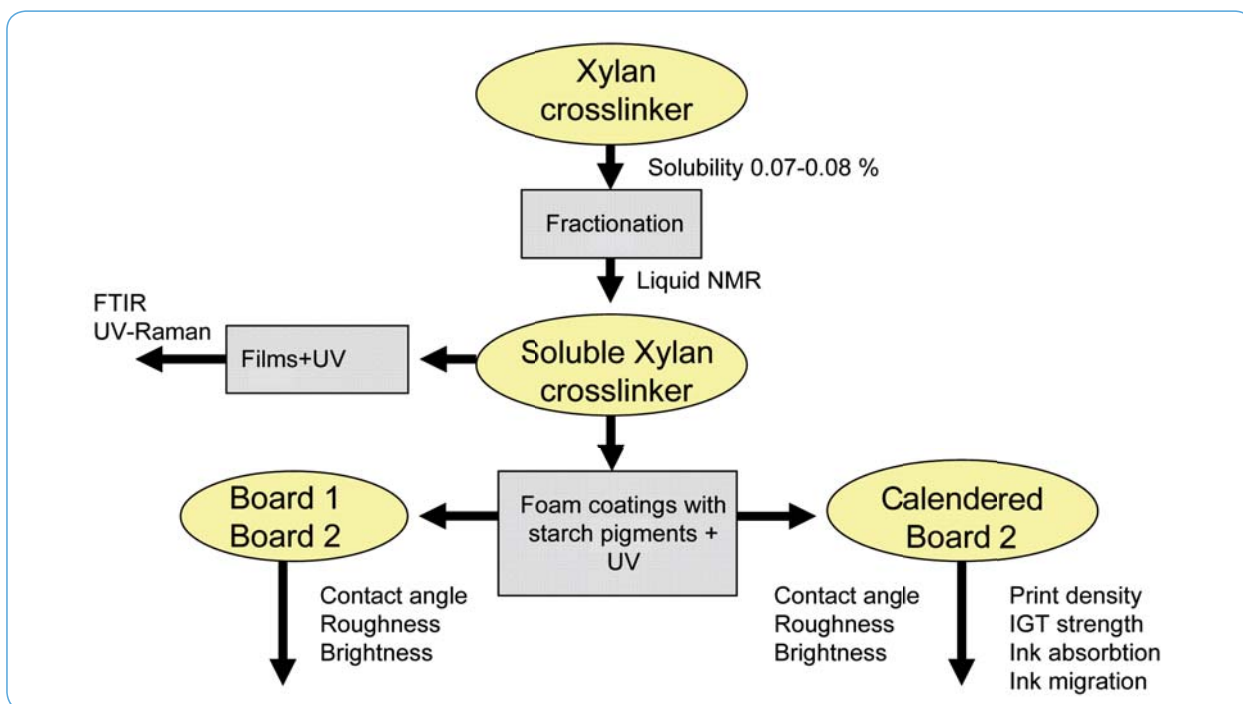 Xylan
crosslinker
Solubility 0.07-0.08 %
Fractionation
Liquid NMR
FTIR
UV-Raman
Films+UV
Soluble Xylan
crosslinker
Board 1
Board 2
Foam coatings with
starch pigments +
UV
Calendered
Board 2
Contact angle
Roughness
Brightness
Contact angle
Roughness
Brightness
Print density
IGT strength
Ink absorbtion
Ink migration